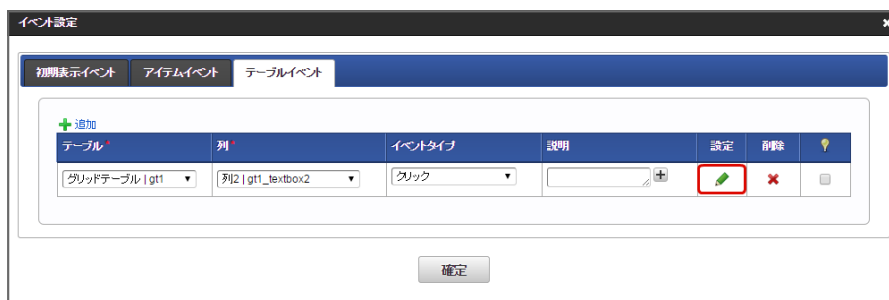 イベント設定
初期表示イベント アイテムイベント テーブルイベント
追加
テーブル* 列* イベントタイプ 説明 設定 削除
グリッドテーブル | gt1 列2 | gt1_textbox2 クリック
確定